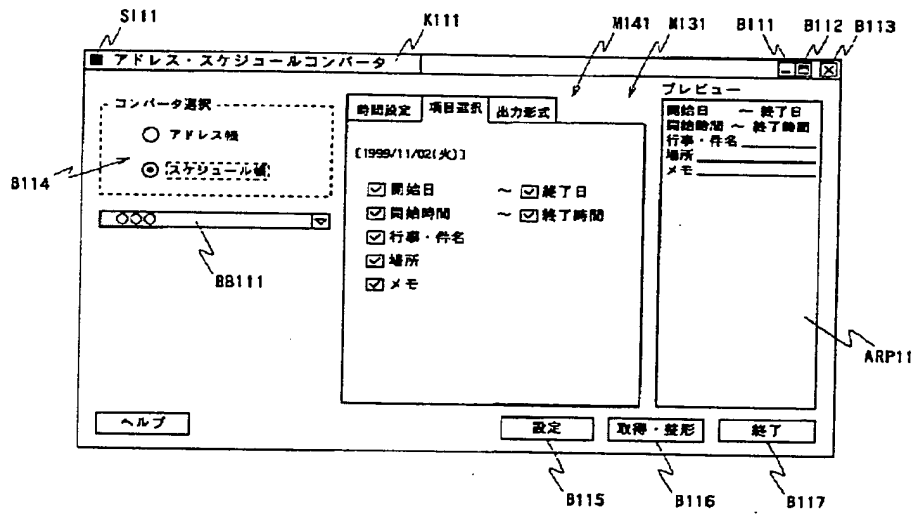 S111
K111
M141
M131
B111
B112
B113
アドレス・スケジュールコンバータ
コンバータ選択
アドレス帳
スケジュール帳
B114
○○○
BB111
時間設定 項目選択 出力形式
[1999/11/02(火)]
開始日 ～ 終了日
開始時間 ～ 終了時間
行事・件名
場所
メモ
プレビュー
開始日 ～ 終了日
開始時間 ～ 終了時間
行事・件名
場所
メモ
ARP11
ヘルプ
設定
取得・整形
終了
B115
B116
B117